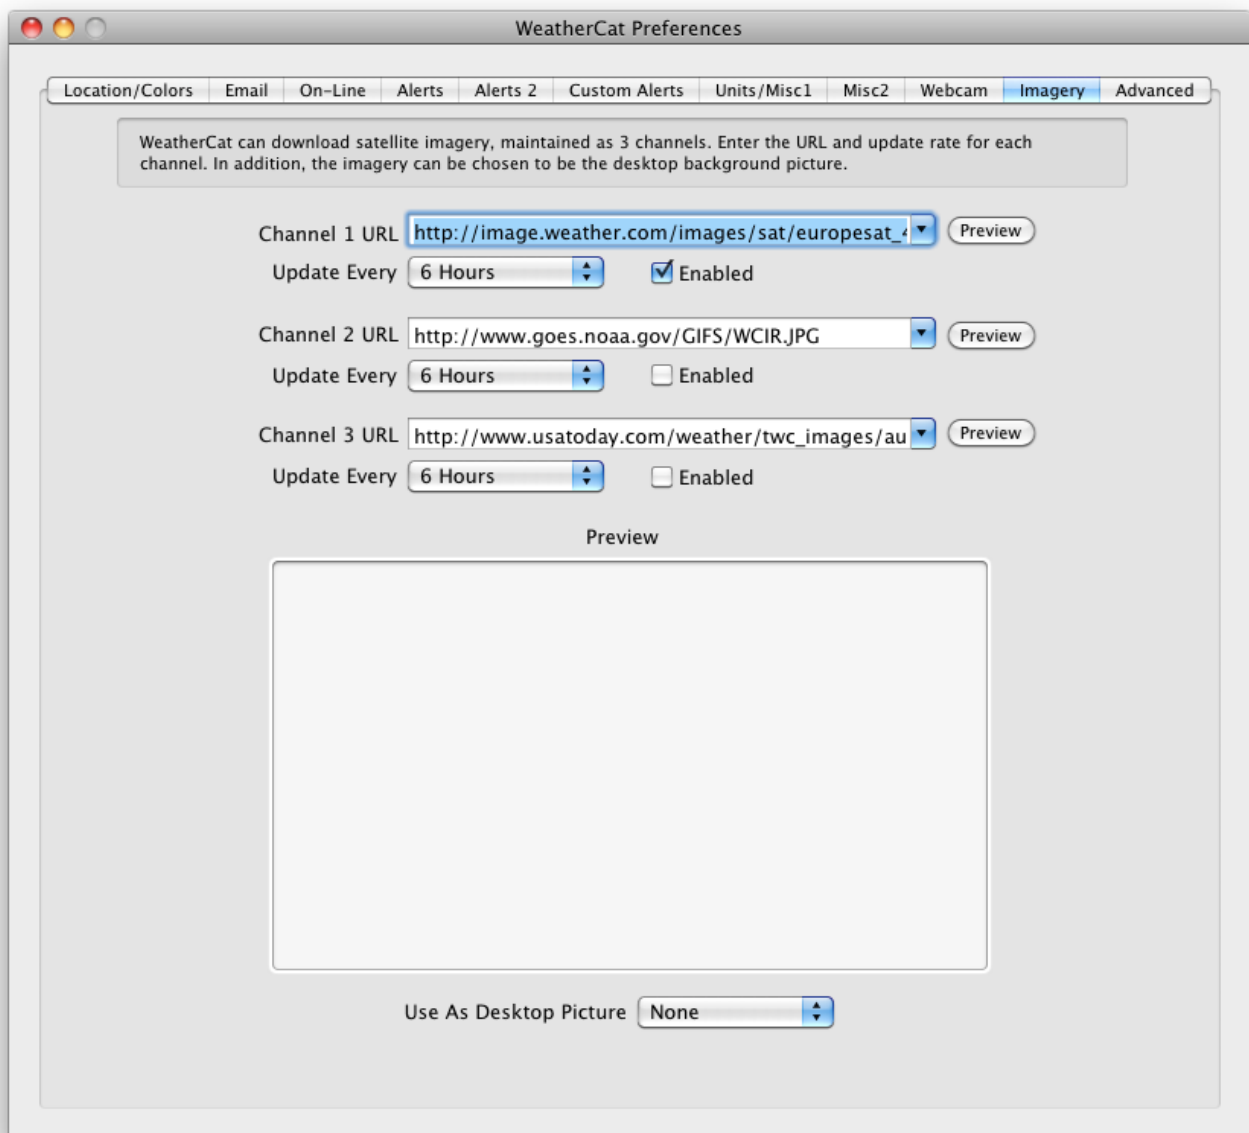 WeatherCat Preferences
Location/Colors Email On-Line Alerts Alerts 2 Custom Alerts Units/Misc1 Misc2 Webcam Imagery Advanced
WeatherCat can download satellite imagery, maintained as 3 channels. Enter the URL and update rate for each
channel. In addition, the imagery can be chosen to be the desktop background picture.
Channel 1 URL http://image.weather.com/images/sat/europesat_4 Preview
Update Every 6 Hours Enabled
Channel 2 URL http://www.goes.noaa.gov/GIFS/WCIR.JPG Preview
Update Every 6 Hours Enabled
Channel 3 URL http://www.usatoday.com/weather/twc_images/au Preview
Update Every 6 Hours Enabled
Preview
Use As Desktop Picture None